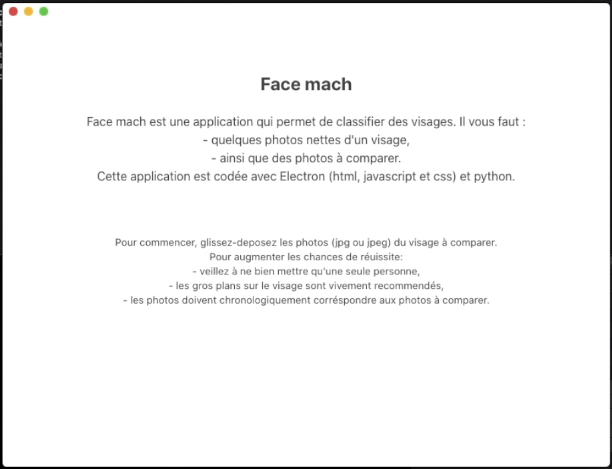 Face mach
Face mach est une application qui permet de classifier des visages. Il vous faut :
- quelques photos nettes d'un visage,
- ainsi que des photos à comparer.
Cette application est codée avec Electron (html, javascript et css) et python.
Pour commencer, glissez-deposez les photos (jpg ou jpeg) du visage à comparer.
Pour augmenter les chances de réuissite:
- veillez à ne bien mettre qu'une seule personne,
- les gros plans sur le visage sont vivement recommendés,
- les photos doivent chronologiquement corréspondre aux photos à comparer.